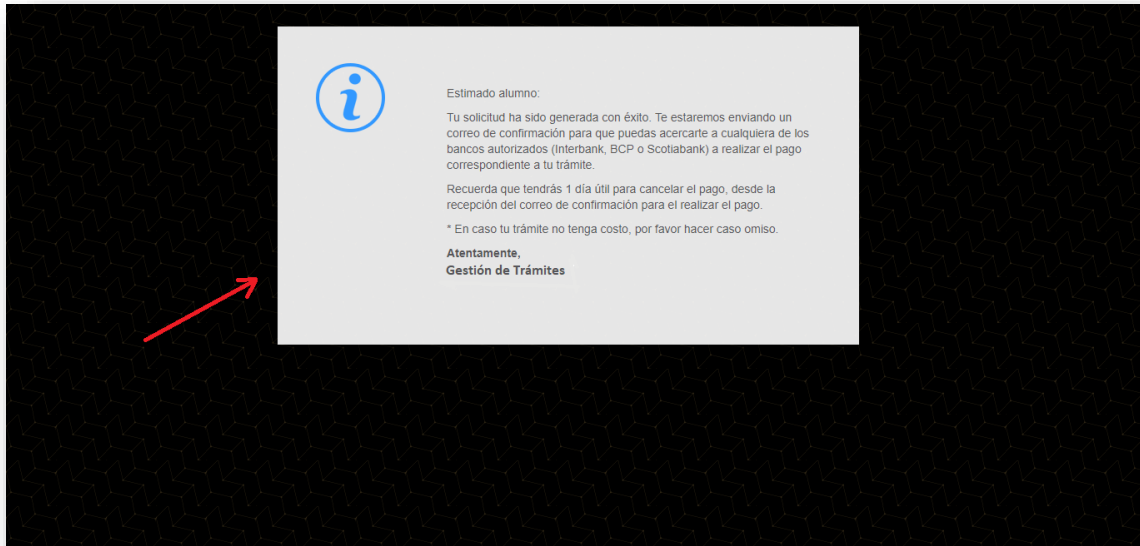 Estimado alumno:
Tu solicitud ha sido generada con éxito. Te estaremos enviando un
correo de confirmación para que puedas acercarte a cualquiera de los
bancos autorizados (Interbank, BCP o Scotiabank) a realizar el pago
correspondiente a tu trámite.
Recuerda que tendrás 1 día útil para cancelar el pago, desde la
recepción del correo de confirmación para el realizar el pago.
* En caso tu trámite no tenga costo, por favor hacer caso omiso.
Atentamente,
Gestión de Trámites